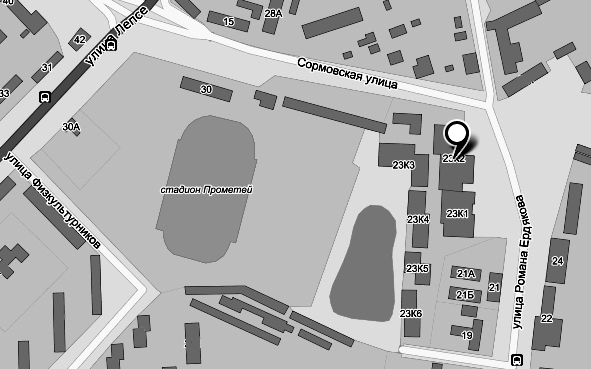 40
15
28А
42
улица Лепсе
31
Сормовская улица
33
30
30А
23К2
23К3
улица Физкультурников
стадион Прометей
23К4
23К1
улица Романа Ердякова
24
23К5
21А
21
21Б
23К6
22
19